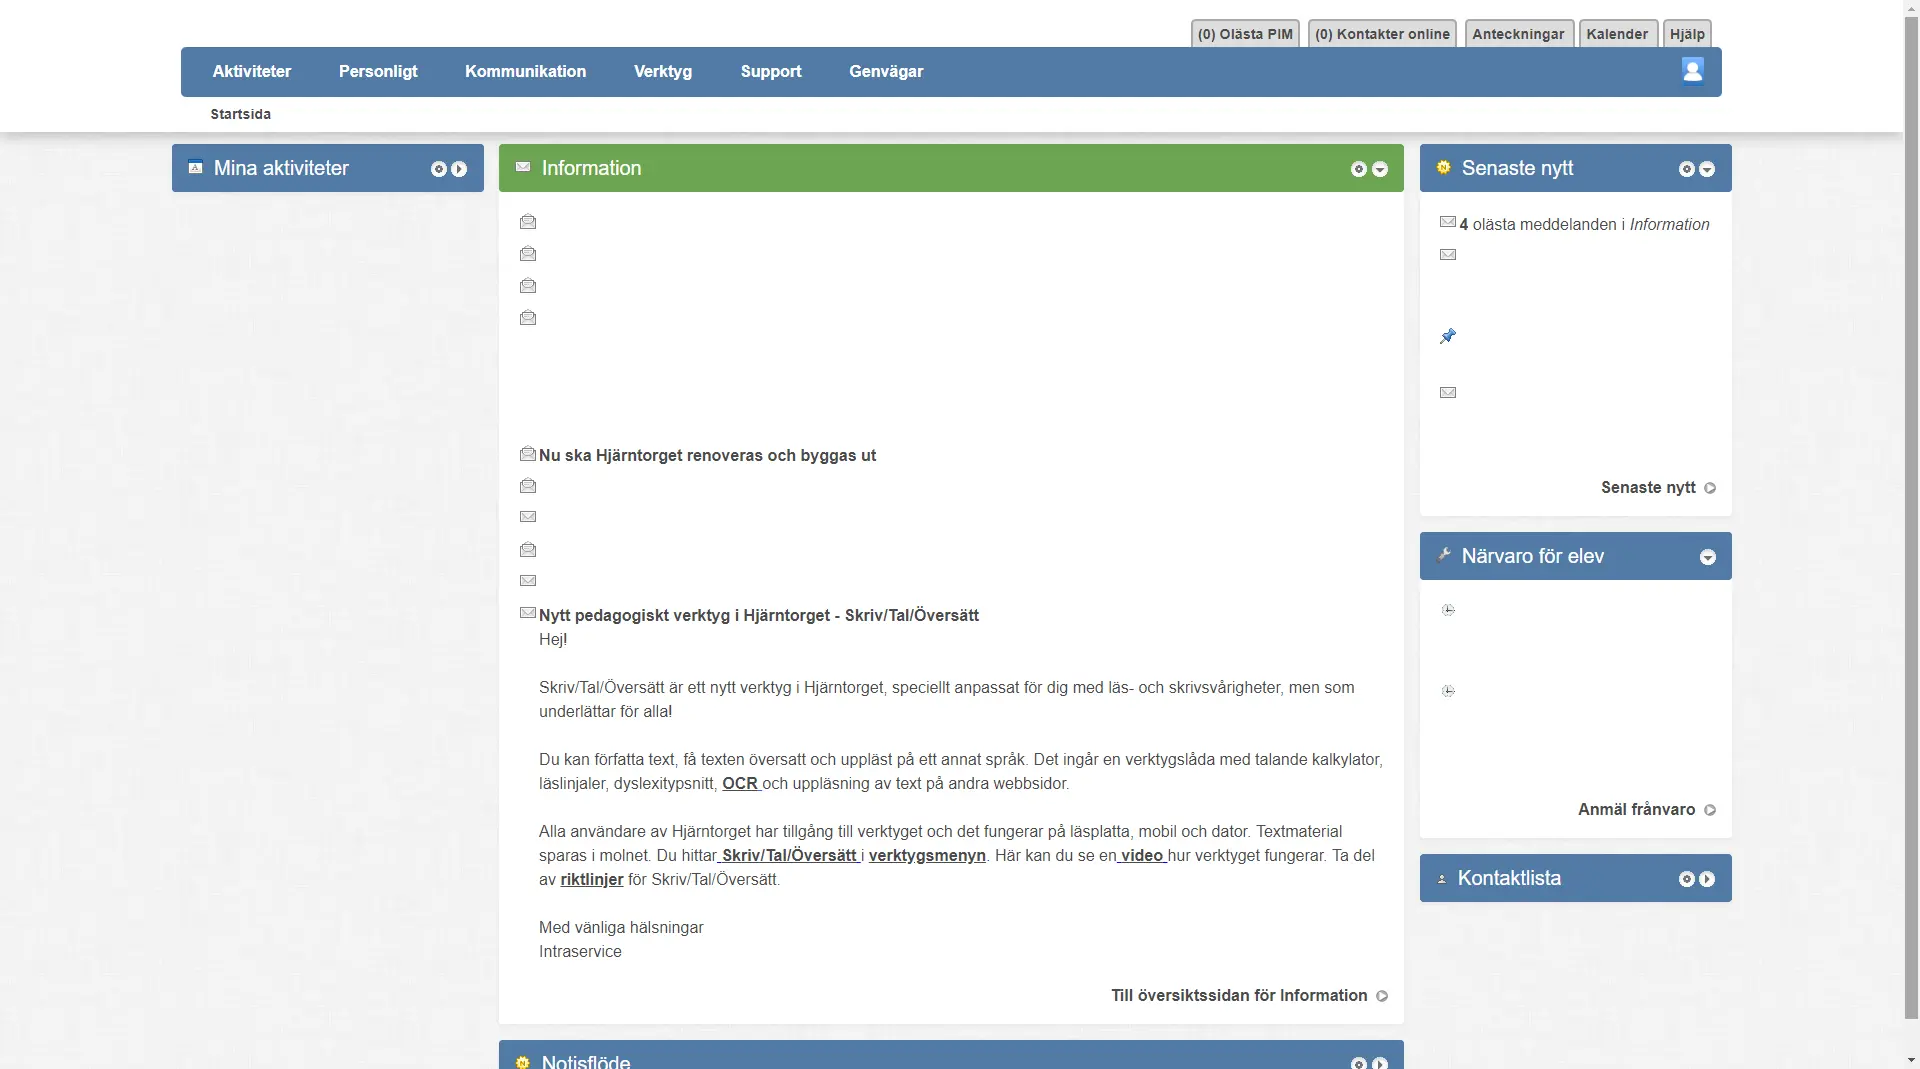 (0) Olästa PIM
(0) Kontakter online
Anteckningar
Kalender
Hjälp
Aktiviteter
Personligt
Kommunikation
Verktyg
Support
Genvägar
Startsida
Mina aktiviteter
Information
Nu ska Hjärntorget renoveras och byggas ut
Nytt pedagogiskt verktyg i Hjärntorget - Skriv/Tal/Översätt
Hej!
Skriv/Tal/Översätt är ett nytt verktyg i Hjärntorget, speciellt anpassat för dig med läs- och skrivsvårigheter, men som
underlättar för alla!
Du kan författa text, få texten översatt och uppläst på ett annat språk. Det ingår en verktygslåda med talande kalkylator,
läslinjaler, dyslexitypsnitt, OCR och uppläsning av text på andra webbsidor.
Alla användare av Hjärntorget har tillgång till verktyget och det fungerar på läsplatta, mobil och dator. Textmaterial
sparas i molnet. Du hittar Skriv/Tal/Översätt i verktygsmenyn. Här kan du se en video hur verktyget fungerar. Ta del
av riktlinjer för Skriv/Tal/Översätt.
Med vänliga hälsningar
Intraservice
Till översiktssidan för Information
Notisflöde
Senaste nytt
4 olästa meddelanden i Information
Senaste nytt
Närvaro för elev
Anmäl frånvaro
Kontaktlista